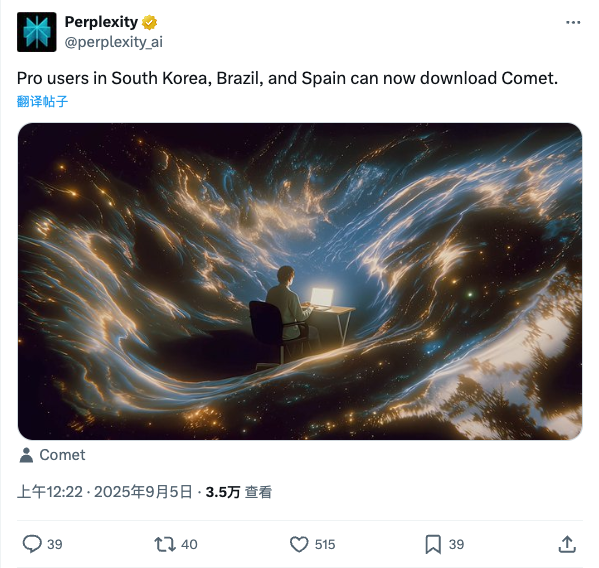 Perplexity
@perplexity_ai
Pro users in South Korea, Brazil, and Spain can now download Comet.
翻译帖子
Comet
上午12:22 · 2025年9月5日 · 3.5万 查看
39 40 515 39